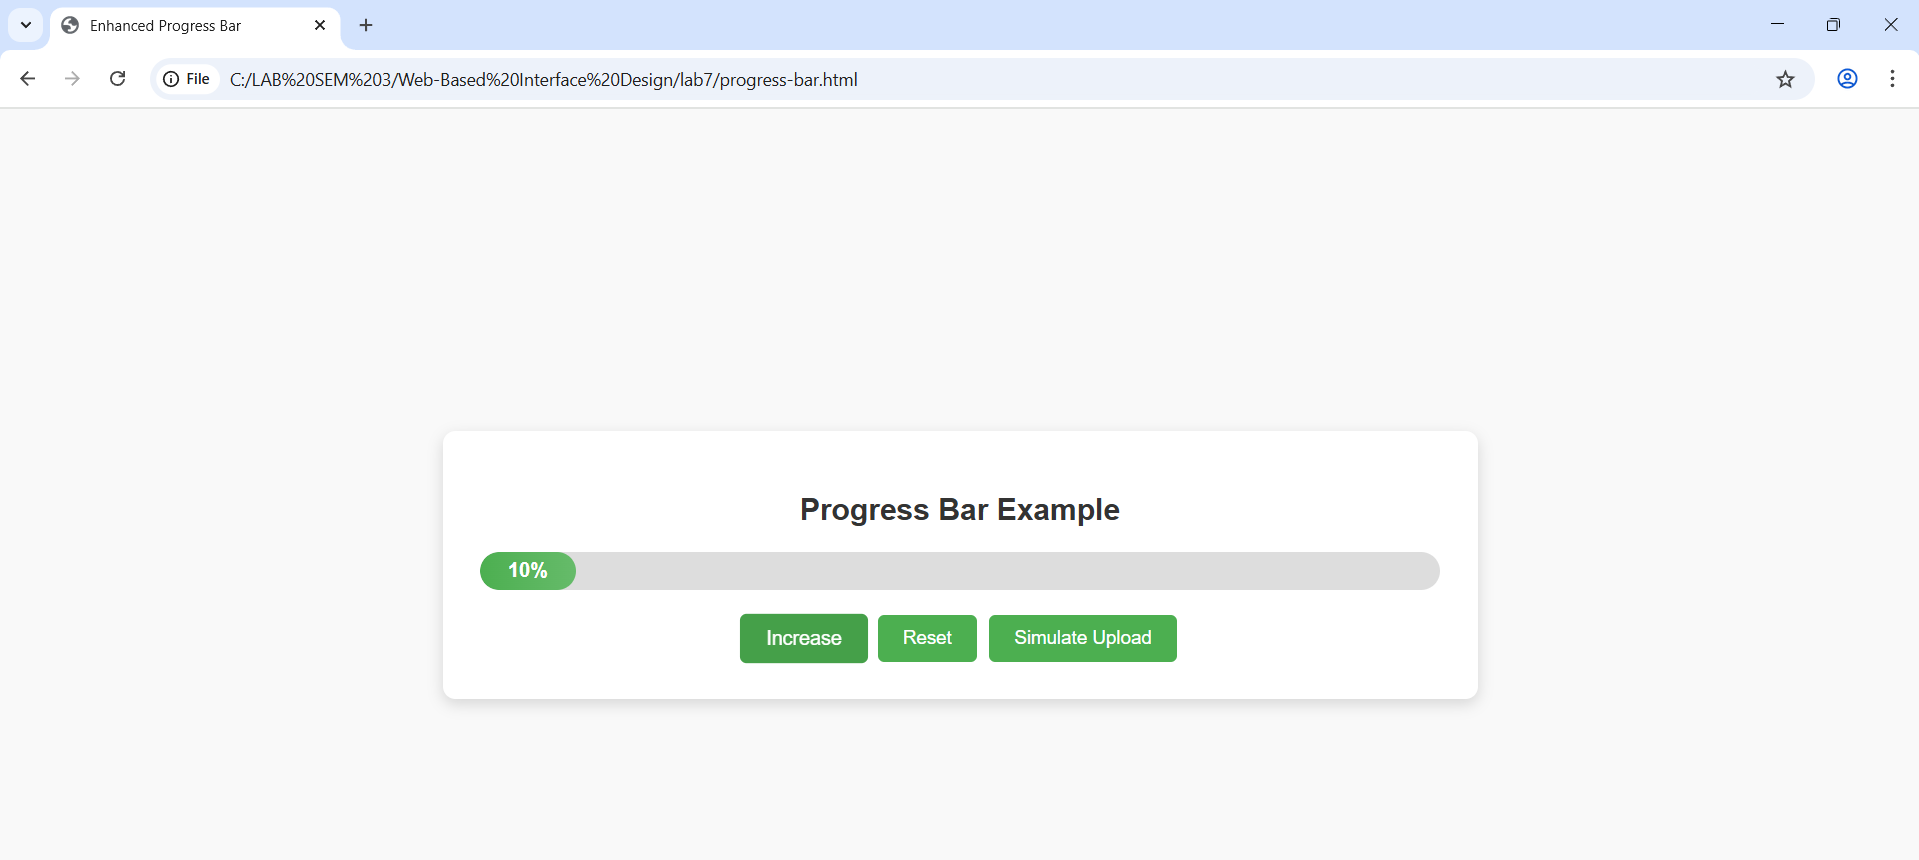 Enhanced Progress Bar
File C:/LAB%20SEM%203/Web-Based%20Interface%20Design/lab7/progress-bar.html
Progress Bar Example
10%
Increase Reset Simulate Upload